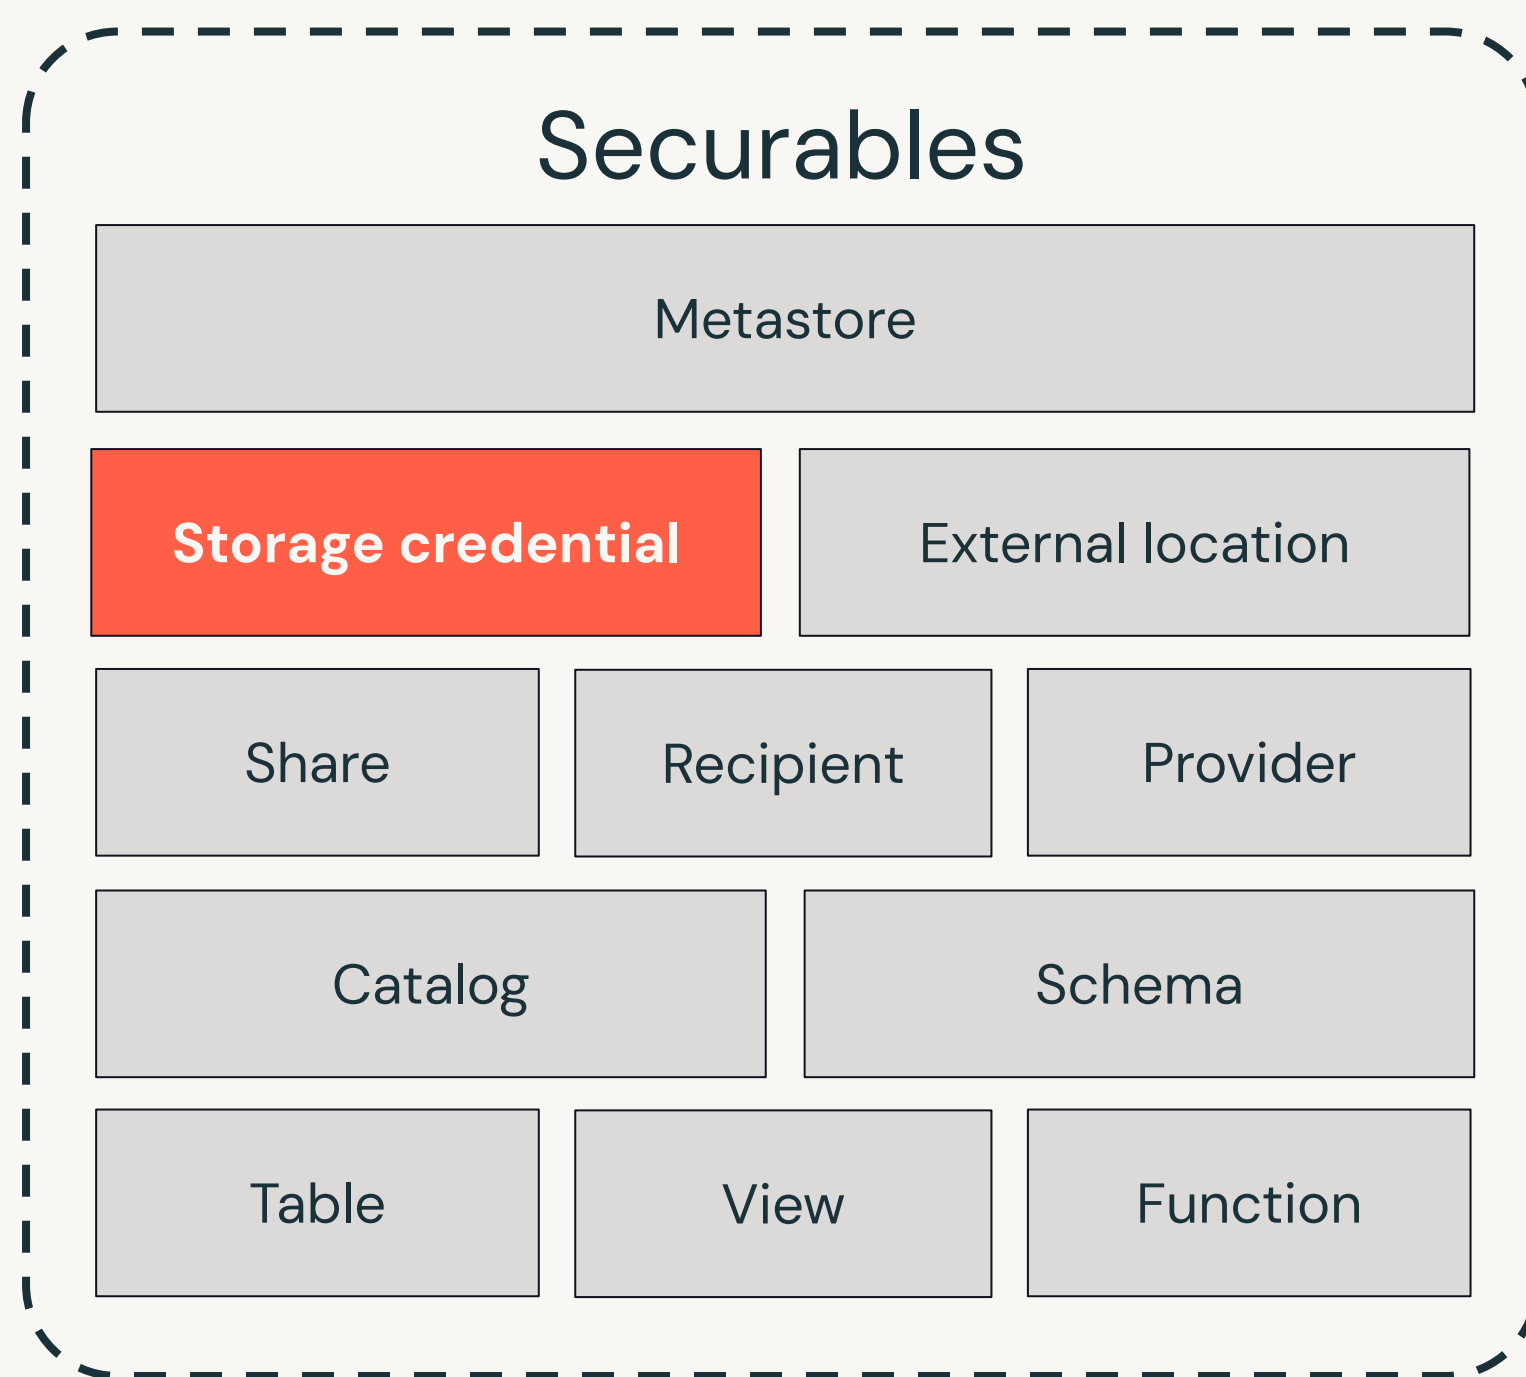 Securables
Metastore
Storage credential
External location
Share
Recipient
Provider
Catalog
Schema
Table
View
Function